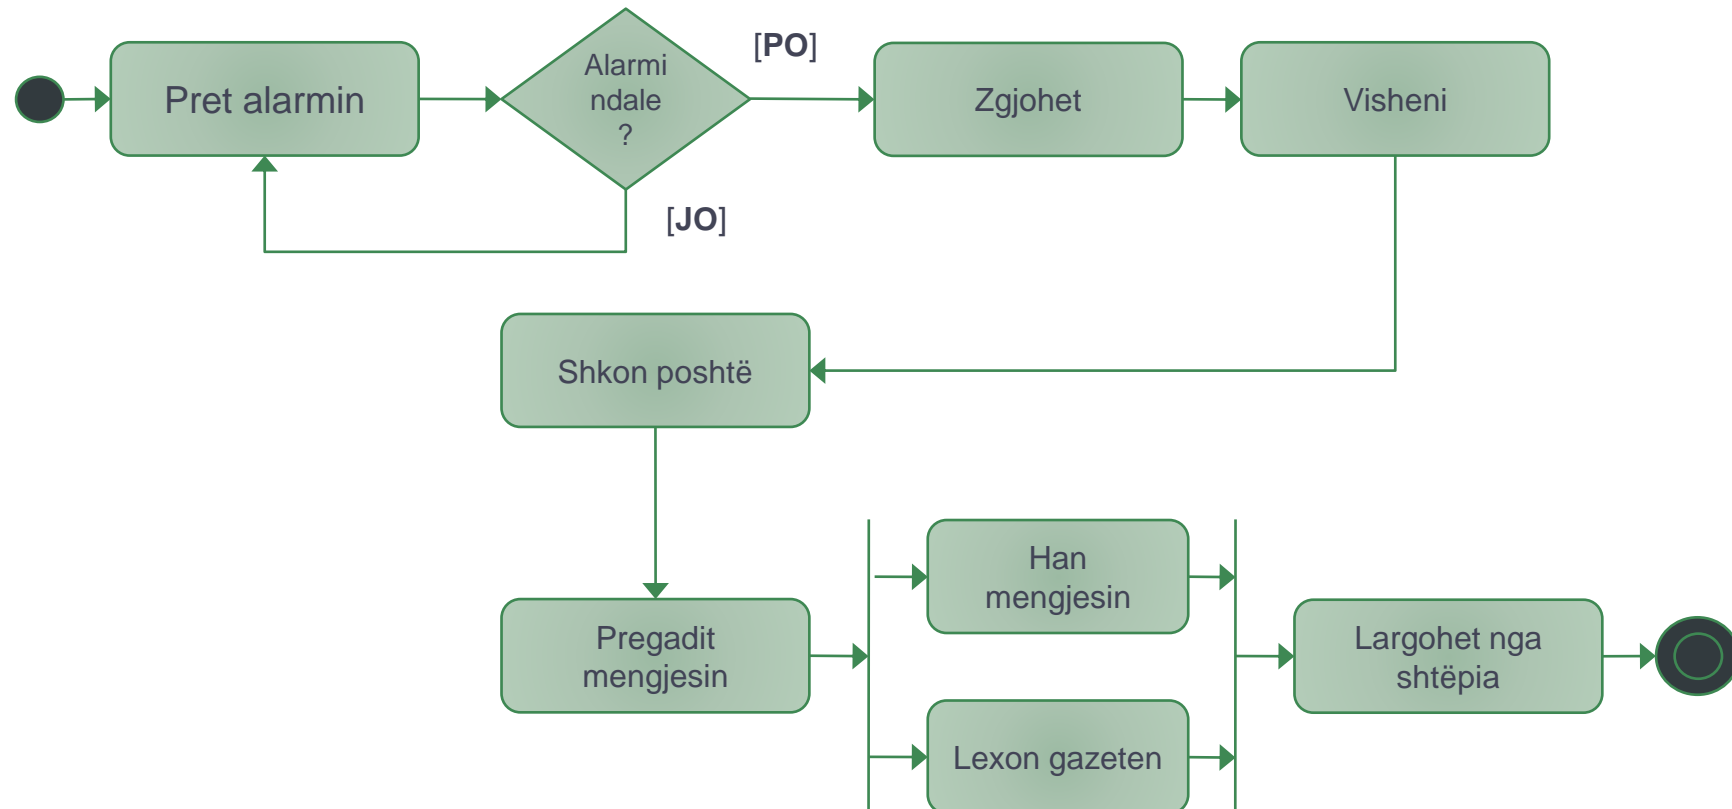 Pret alarmin
Alarmi
ndale
?
[PO]
Zgjohet
Visheni
[JO]
Shkon poshtë
Pregadit
mengjesin
Han
mengjesin
Lexon gazeten
Largohet nga
shtëpia